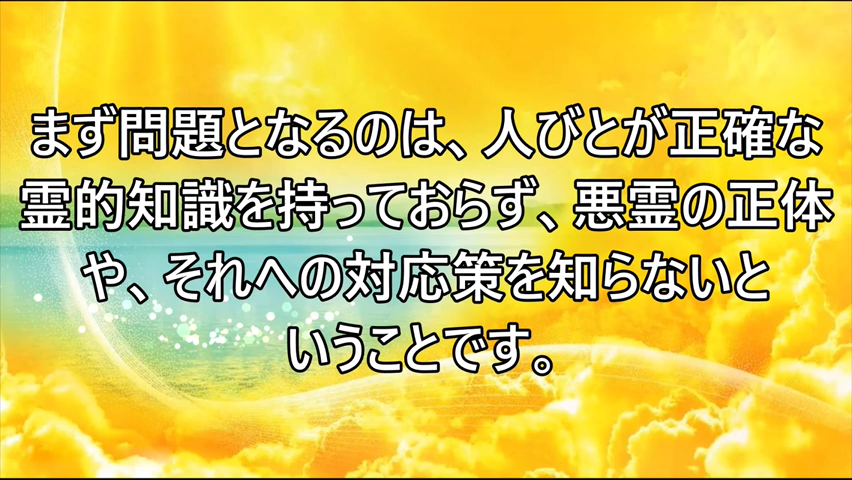 まず問題となるのは、人びとが正確な
霊的知識を持っておらず、悪霊の正体
や、それへの対応策を知らないと
いうことです。